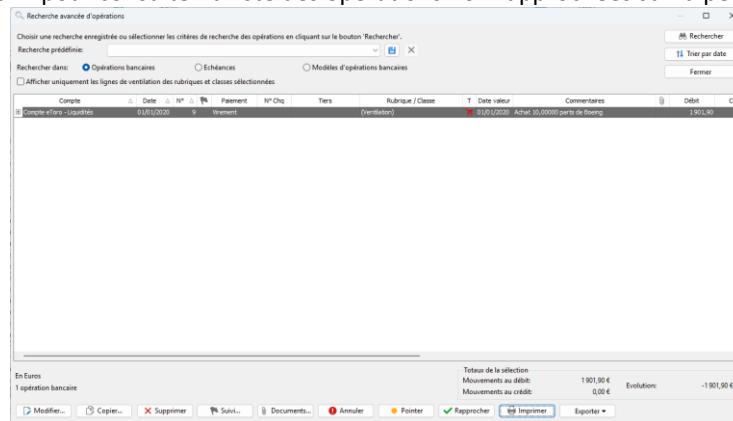 Recherche avancée d'opérations
Choisir une recherche enregistrée ou sélectionner les critères de recherche des opérations en cliquant sur le bouton 'Rechercher'.
Rechercher
Recherche prédéfinie:
Trier par date
Rechercher dans: Opérations bancaires Echéances Modèles d'opérations bancaires
Fermer
Afficher uniquement les lignes de ventilation des rubriques et classes sélectionnées
Compte Date N° Paiement N° Chq Tiers Rubrique / Classe T Date valeur Commentaires Débit C
Compte eToro - Liquidités 01/01/2020 9 Virement (Ventilation) 01/01/2020 Achat 10,00000 parts de Boeing 1 901,90
Totaux de la sélection
En Euros
Mouvements au débit: 1 901,90 €
Evolution: -1 901,90 €
1 opération bancaire
Mouvements au crédit: 0,00 €
Modifier... Copier... Supprimer Suivi... Documents... Annuler Pointer Rapprocher Imprimer Exporter